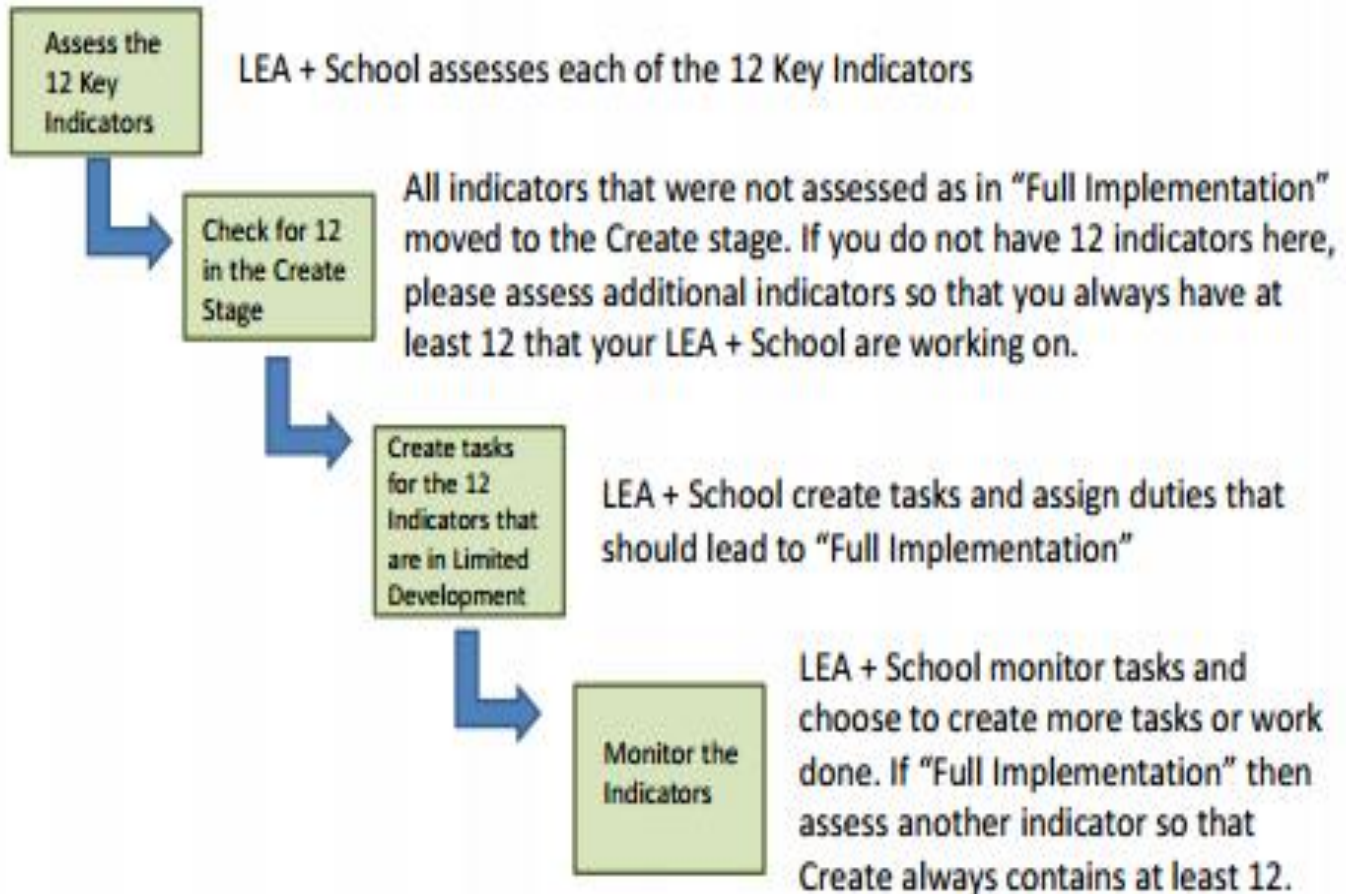 Assess the
12 Key
Indicators
LEA + School assesses each of the 12 Key Indicators
Check for 12
in the Create
Stage
All indicators that were not assessed as in “Full Implementation”
moved to the Create stage. If you do not have 12 indicators here,
please assess additional indicators so that you always have at
least 12 that your LEA + School are working on.
Create tasks
for the 12
Indicators that
are in Limited
Development
LEA + School create tasks and assign duties that
should lead to “Full Implementation”
Monitor the
Indicators
LEA + School monitor tasks and
choose to create more tasks or work
done. If “Full Implementation” then
assess another indicator so that
Create always contains at least 12.